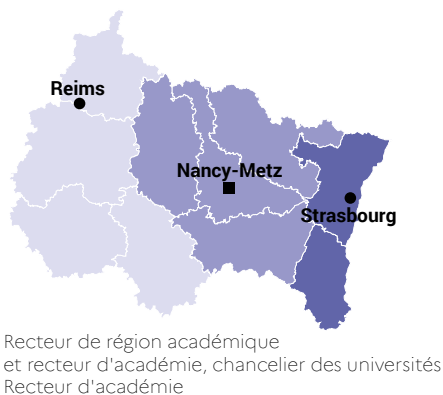 Reims
Nancy-Metz
Strasbourg
Recteur de région académique
et recteur d'académie, chancelier des universités
Recteur d'académie